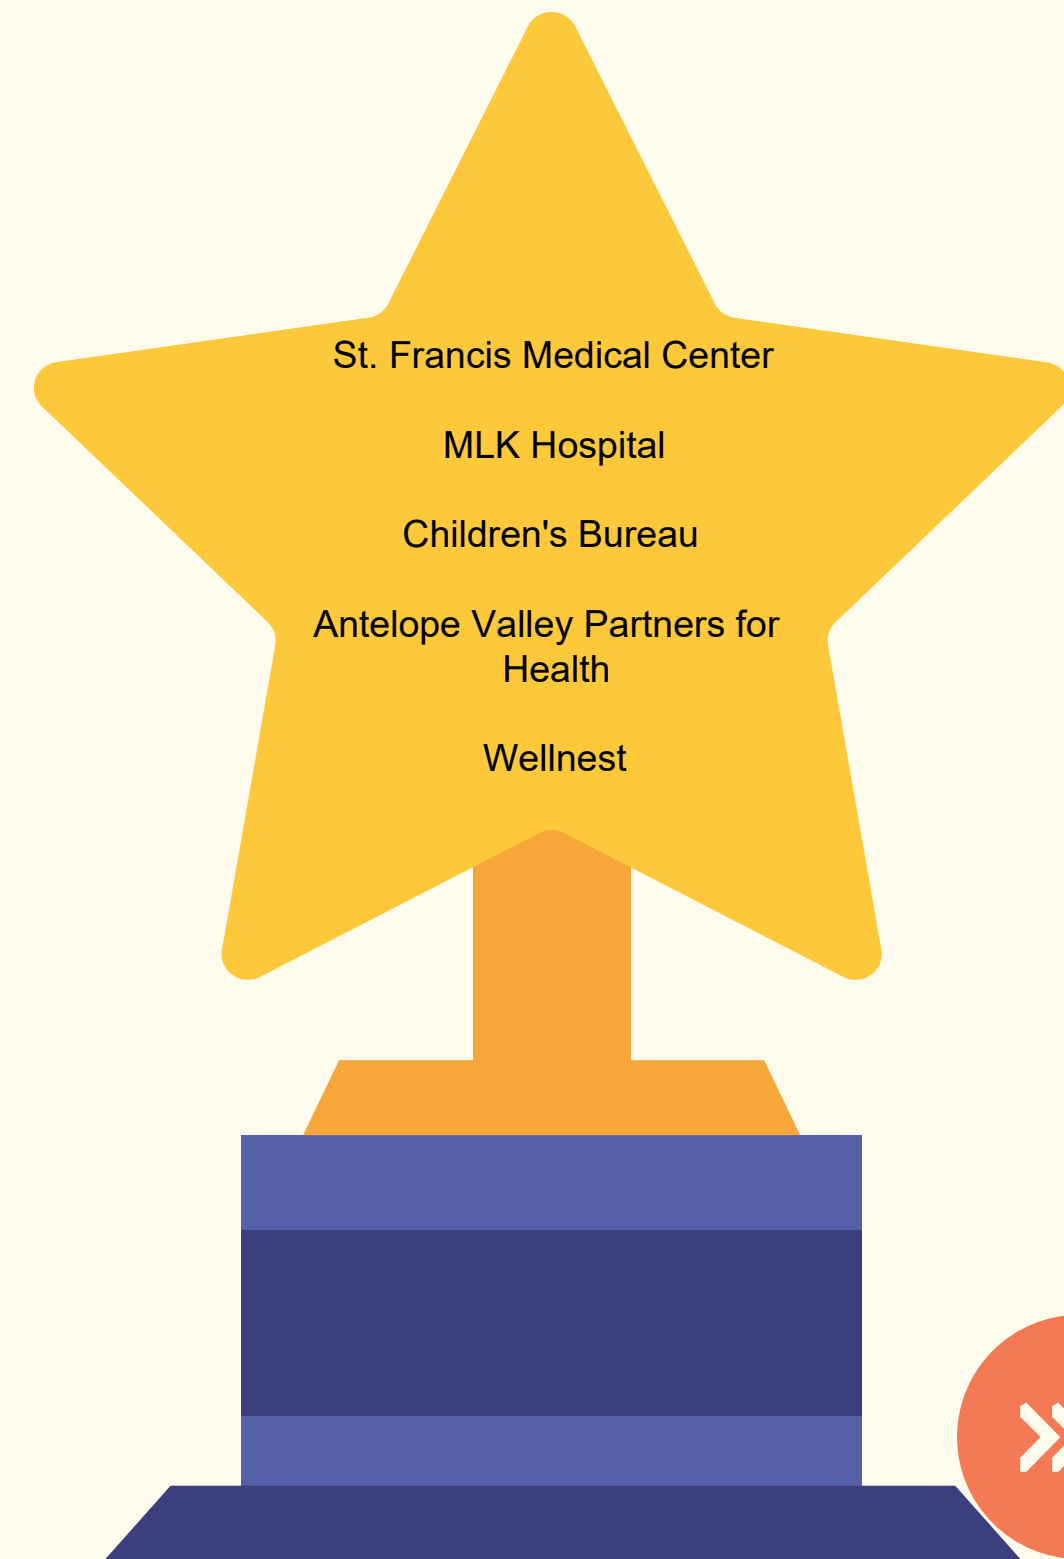 St. Francis Medical Center
MLK Hospital
Children's Bureau
Antelope Valley Partners for
Health
Wellnest